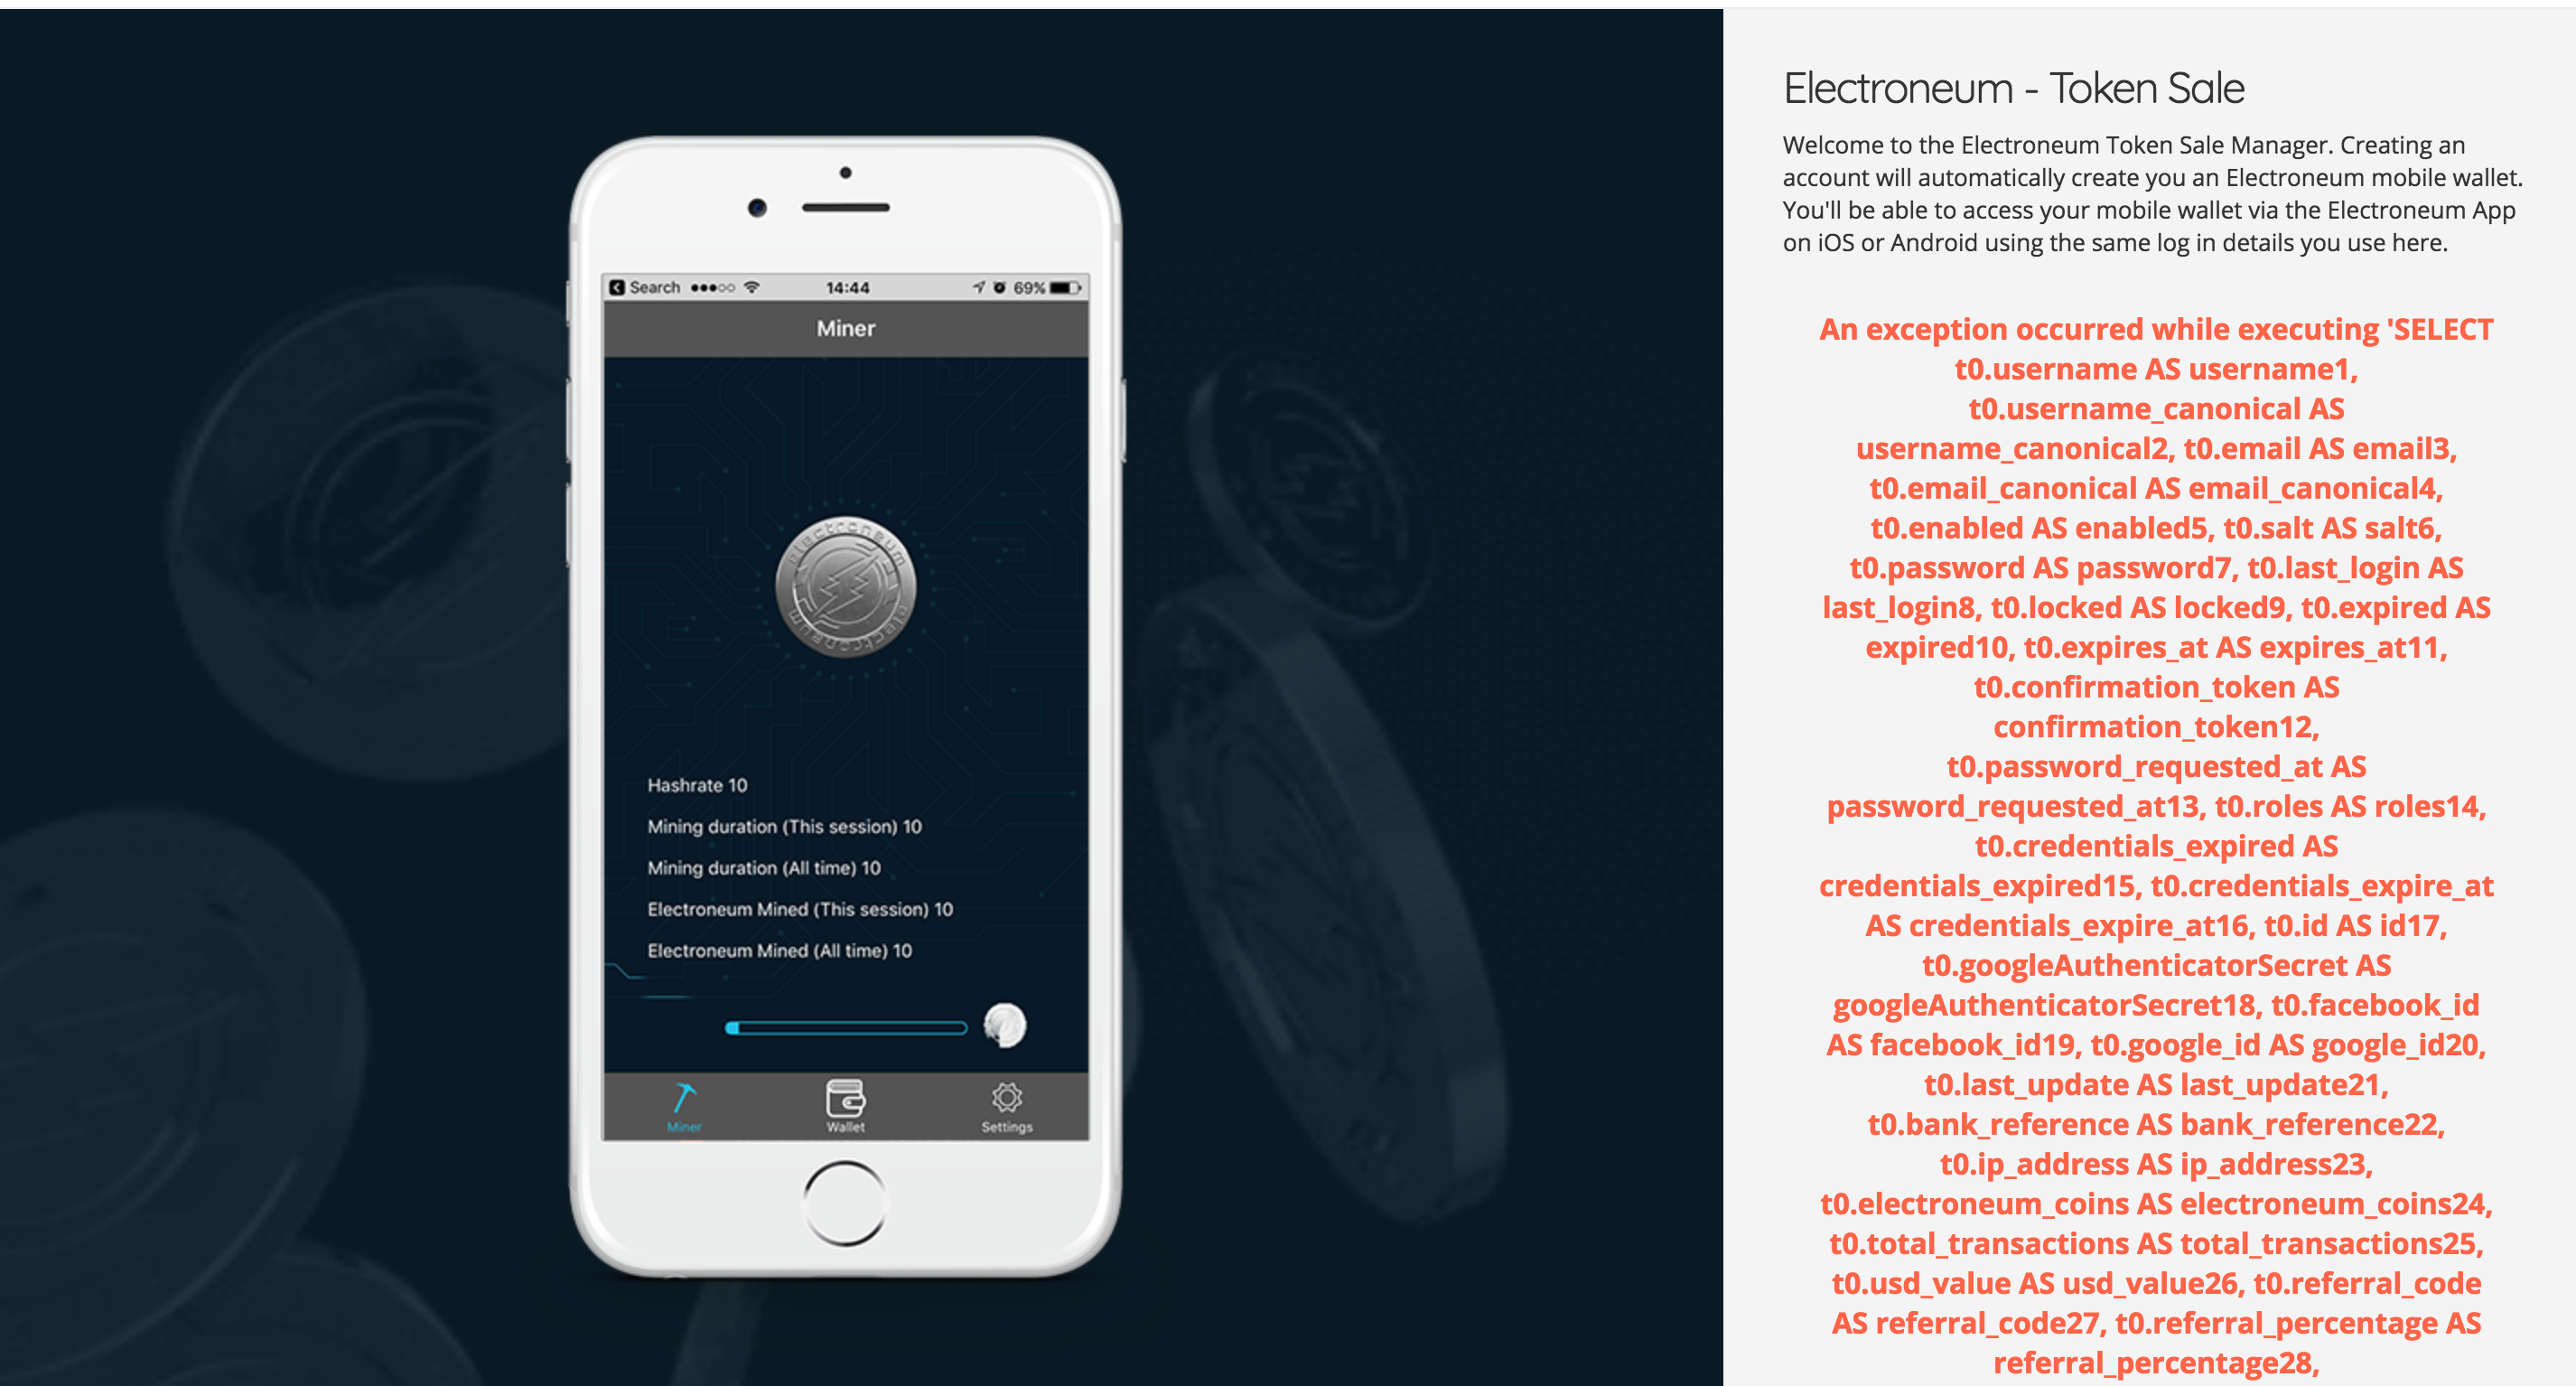 Electroneum - Token Sale
Welcome to the Electroneum Token Sale Manager. Creating an
account will automatically create you an Electroneum mobile wallet.
You'll be able to access your mobile wallet via the Electroneum App
on iOS or Android using the same log in details you use here.
An exception occurred while executing 'SELECT
t0.username AS username1,
t0.username_canonical AS
username_canonical2, t0.email AS email3,
t0.email_canonical AS email_canonical4,
t0.enabled AS enabled5, t0.salt AS salt6,
t0.password AS password7, t0.last_login AS
last_login8, t0.locked AS locked9, t0.expired AS
expired10, t0.expires_at AS expires_at11,
t0.confirmation_token AS
confirmation_token12,
t0.password_requested_at AS
password_requested_at13, t0.roles AS roles14,
t0.credentials_expired AS
credentials_expired15, t0.credentials_expire_at
AS credentials_expire_at16, t0.id AS id17,
t0.googleAuthenticatorSecret AS
googleAuthenticatorSecret18, t0.facebook_id
AS facebook_id19, t0.google_id AS google_id20,
t0.last_update AS last_update21,
t0.bank_reference AS bank_reference22,
t0.ip_address AS ip_address23,
t0.electroneum_coins AS electroneum_coins24,
t0.total_transactions AS total_transactions25,
t0.usd_value AS usd_value26, t0.referral_code
AS referral_code27, t0.referral_percentage AS
referral_percentage28,
Search 14:44 69%
Miner
electroneum
electroneum
Hashrate 10
Mining duration (This session) 10
Mining duration (All time) 10
Electroneum Mined (This session) 10
Electroneum Mined (All time) 10
Miner Wallet Settings